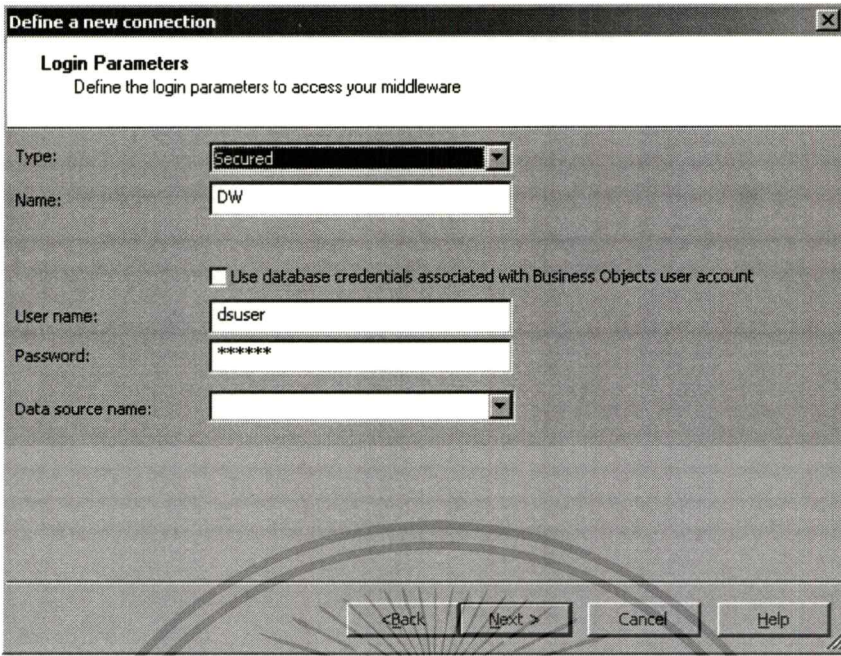 Define a new connection
Login Parameters
Define the login parameters to access your middleware
Type: Secured
Name: DW
Use database credentials associated with Business Objects user account
User name: dsuser
Password: ******
Data source name:
<Back Next > Cancel Help